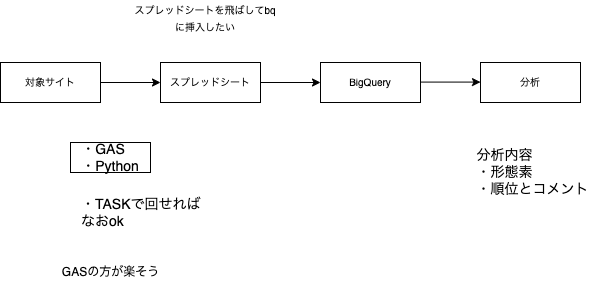 スプレッドシートを飛ばしてbq
に挿入したい
対象サイト
スプレッドシート
BigQuery
分析
・GAS
・Python
・TASKで回せれば
なおok
分析内容
・形態素
・順位とコメント
GASの方が楽そう